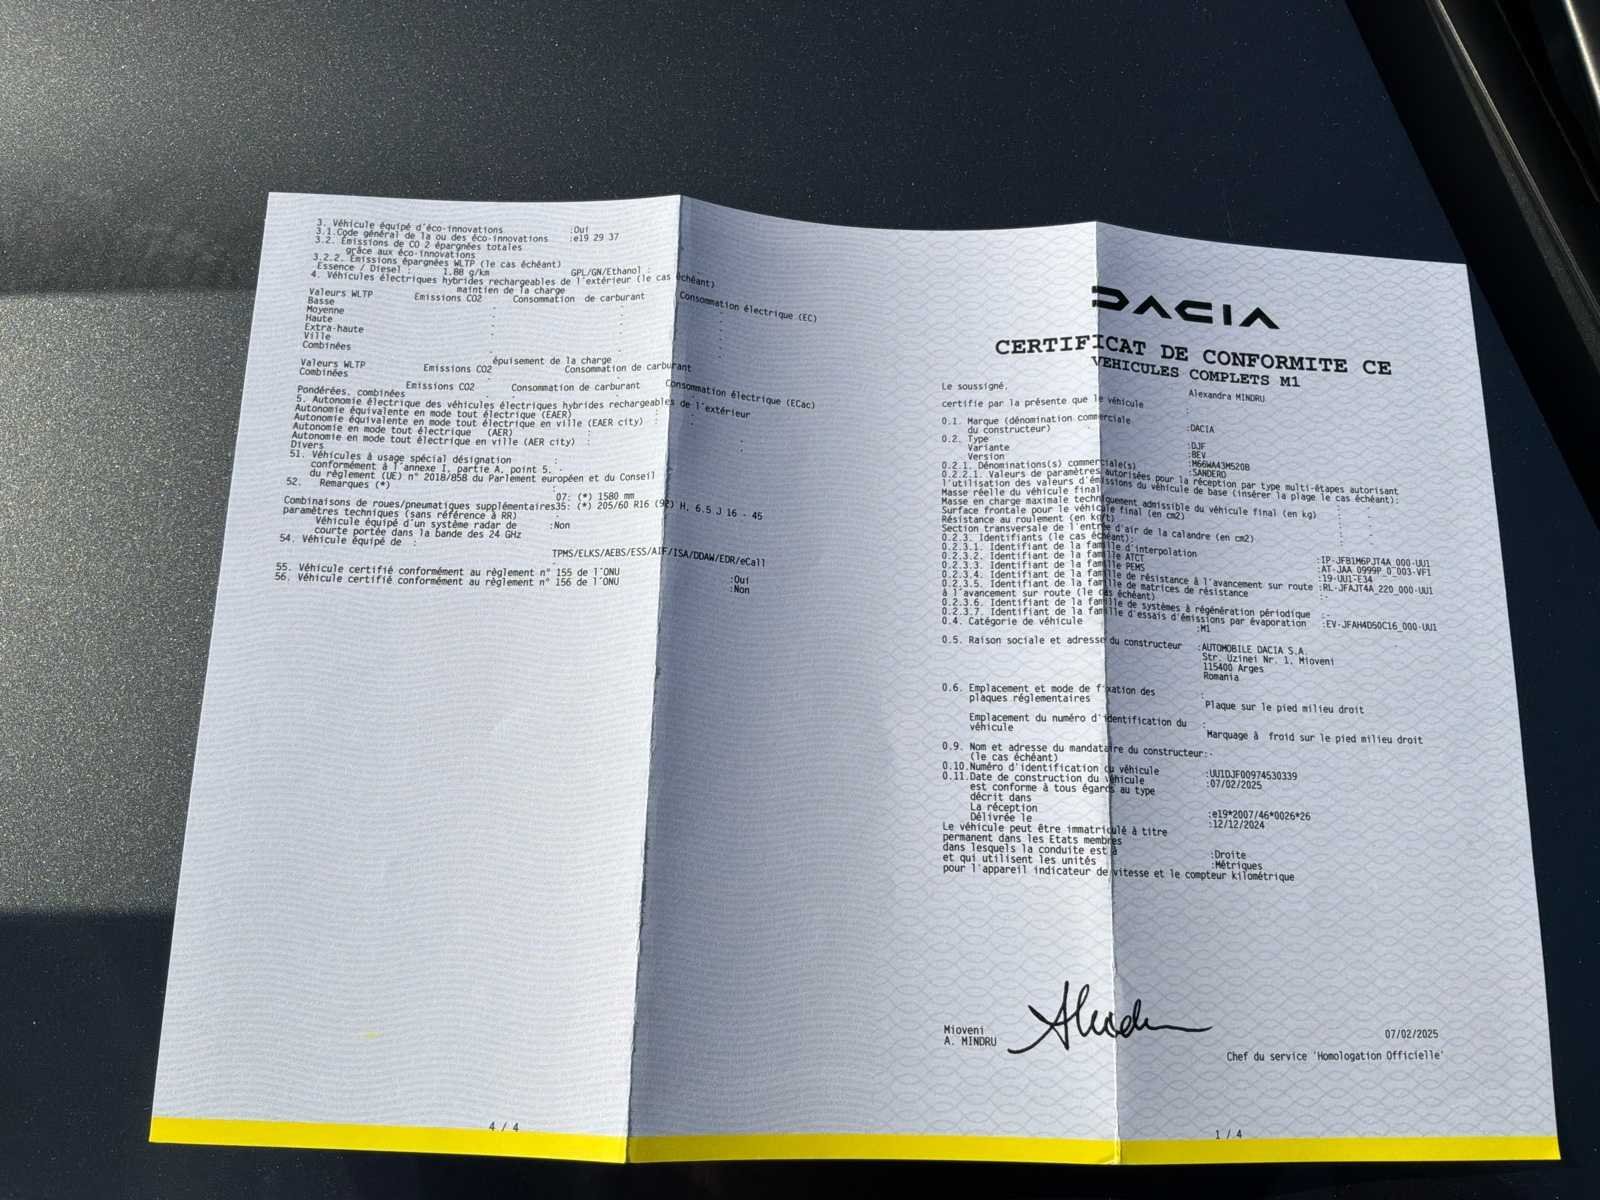 3. Véhicule équipé d'éco-innovations :Oui
3.1.Code général de la ou des éco-innovations :e19 29 37
3.2. Emissions de CO 2 épargnées totales
grâce aux éco-innovations
3.2.2. Emissions épargnées WLTP (le cas échéant)
Essence / Diesel : 1.88 g/km GPL/GN/Ethanol :
4. Véhicules électriques hybrides rechargeables de l'extérieur (le cas échéant)
maintien de la charge
Valeurs WLTP Emissions CO2 Consommation de carburant Consommation électrique (EC)
Basse - - -
Moyenne - - -
Haute - - -
Extra-haute - - -
Ville - - -
Combinées - - -
épuisement de la charge
Valeurs WLTP Emissions CO2 Consommation de carburant
Combinées - -
Emissions CO2 Consommation de carburant Consommation électrique (ECac)
Pondérées, combinées - - -
5. Autonomie électrique des véhicules électriques hybrides rechargeables de l'extérieur
Autonomie équivalente en mode tout électrique (EAER) : -
Autonomie équivalente en mode tout électrique en ville (EAER city) : -
Autonomie en mode tout électrique (AER) : -
Autonomie en mode tout électrique en ville (AER city) : -
Divers
51. Véhicules à usage spécial désignation :
conformément à l'annexe I, partie A, point 5. -
du règlement (UE) n° 2018/858 du Parlement européen et du Conseil
52. Remarques (*) :
07: (*) 1580 mm
Combinaisons de roues/pneumatiques supplémentaires35: (*) 205/60 R16 (92) H, 6.5 J 16 - 45
paramètres techniques (sans référence à RR)
Véhicule équipé d'un système radar de :Non
courte portée dans la bande des 24 GHz
54. Véhicule équipé de :
TPMS/ELKS/AEBS/ESS/AIF/ISA/DDAW/EDR/eCall
55. Véhicule certifié conformément au règlement n° 155 de l'ONU :Oui
56. Véhicule certifié conformément au règlement n° 156 de l'ONU :Non
4 / 4
DACIA
CERTIFICAT DE CONFORMITE CE
VEHICULES COMPLETS M1
Le soussigné, Alexandra MINDRU
certifie par la présente que le véhicule :
0.1. Marque (dénomination commerciale
du constructeur) :DACIA
0.2. Type :DJF
Variante :BEV
Version :M66WA43M520B
0.2.1. Dénominations(s) commerciale(s) :SANDERO
0.2.2.1. Valeurs de paramètres autorisées pour la réception par type multi-étapes autorisant
l'utilisation des valeurs d'émissions du véhicule de base (insérer la plage le cas échéant):
Masse réelle du véhicule final : -
Masse en charge maximale techniquement admissible du véhicule final (en kg) : -
Surface frontale pour le véhicule final (en cm2) : -
Résistance au roulement (en kg/t) : -
Section transversale de l'entrée d'air de la calandre (en cm2) : -
0.2.3. Identifiants (le cas échéant):
0.2.3.1. Identifiant de la famille d'interpolation :IP-JFB1M6PJT4A_000-UU1
0.2.3.2. Identifiant de la famille ATCT :AT-JAA_0999P_0_003-VF1
0.2.3.3. Identifiant de la famille PEMS :19-UU1-E34
0.2.3.4. Identifiant de la famille de résistance à l'avancement sur route :RL-JFAJT4A_220_000-UU1
0.2.3.5. Identifiant de la famille de matrices de résistance
à l'avancement sur route (le cas échéant) :-
0.2.3.6. Identifiant de la famille de systèmes à régénération périodique :-
0.2.3.7. Identifiant de la famille d'essais d'émissions par évaporation :EV-JFAH4D50C16_000-UU1
0.4. Catégorie de véhicule :M1
0.5. Raison sociale et adresse du constructeur :AUTOMOBILE DACIA S.A.
Str. Uzinei Nr. 1, Mioveni
115400 Arges
Romania
0.6. Emplacement et mode de fixation des :
plaques réglementaires Plaque sur le pied milieu droit
Emplacement du numéro d'identification du :
véhicule Marquage à froid sur le pied milieu droit
0.9. Nom et adresse du mandataire du constructeur:-
(le cas échéant)
0.10.Numéro d'identification du véhicule :UU1DJF00974530339
0.11.Date de construction du véhicule :07/02/2025
est conforme à tous égards au type
décrit dans
La réception :e19*2007/46*0026*26
Délivrée le :12/12/2024
Le véhicule peut être immatriculé à titre
permanent dans les Etats membres
dans lesquels la conduite est à :Droite
et qui utilisent les unités :Métriques
pour l'appareil indicateur de vitesse et le compteur kilométrique
Mioveni
A. MINDRU
07/02/2025
Chef du service 'Homologation Officielle'
1 / 4